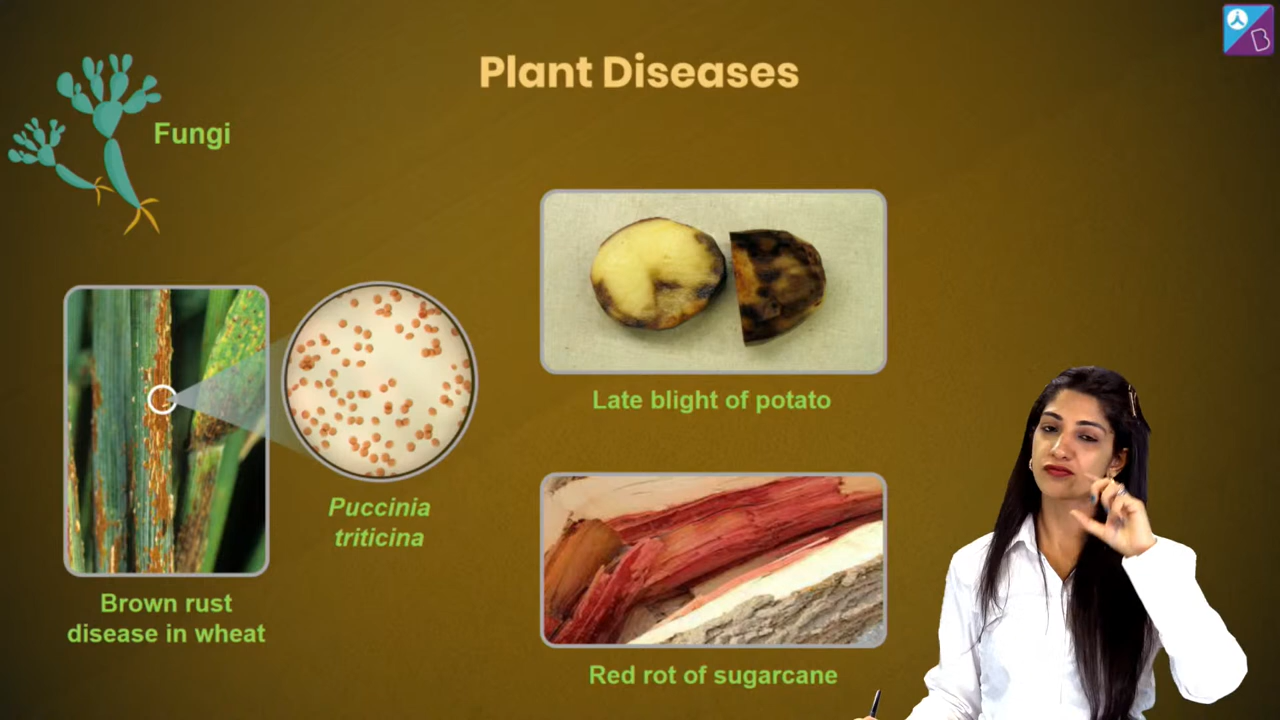 Plant Diseases
Fungi
Late blight of potato
Puccinia
triticina
Brown rust
disease in wheat
Red rot of sugarcane
B